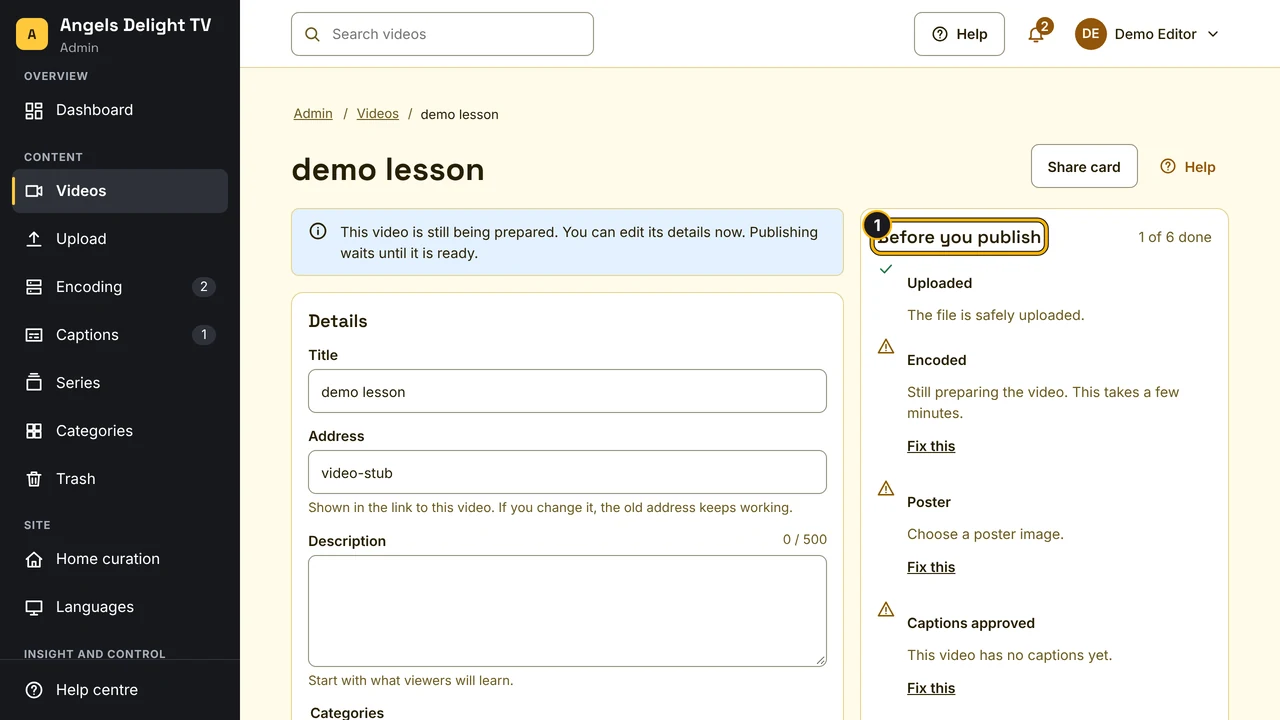 A
Angels Delight TV
Admin
OVERVIEW
Dashboard
CONTENT
Videos
Upload
Encoding 2
Captions 1
Series
Categories
Trash
SITE
Home curation
Languages
INSIGHT AND CONTROL
Help centre
Search videos
Help
2
DE Demo Editor
Admin / Videos / demo lesson
demo lesson
Share card
Help
This video is still being prepared. You can edit its details now. Publishing
waits until it is ready.
Details
Title
demo lesson
Address
video-stub
Shown in the link to this video. If you change it, the old address keeps working.
Description 0 / 500
Start with what viewers will learn.
Categories
1
Before you publish 1 of 6 done
Uploaded
The file is safely uploaded.
Encoded
Still preparing the video. This takes a few
minutes.
Fix this
Poster
Choose a poster image.
Fix this
Captions approved
This video has no captions yet.
Fix this